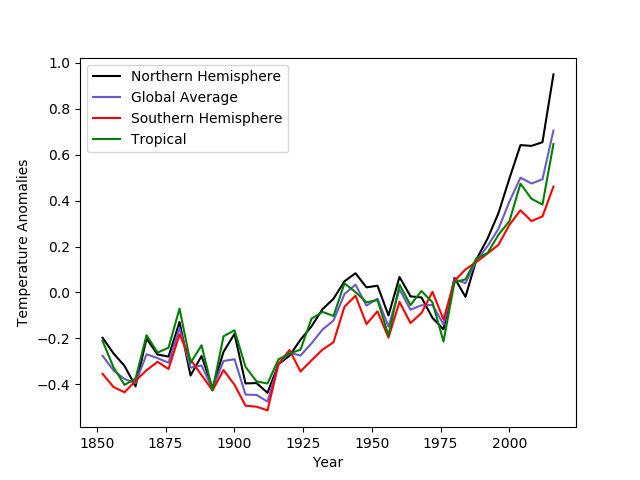 1.0
0.8
0.6
0.4
0.2
0.0
−0.2
−0.4
Temperature Anomalies
Northern Hemisphere
Global Average
Southern Hemisphere
Tropical
1850 1875 1900 1925 1950 1975 2000
Year